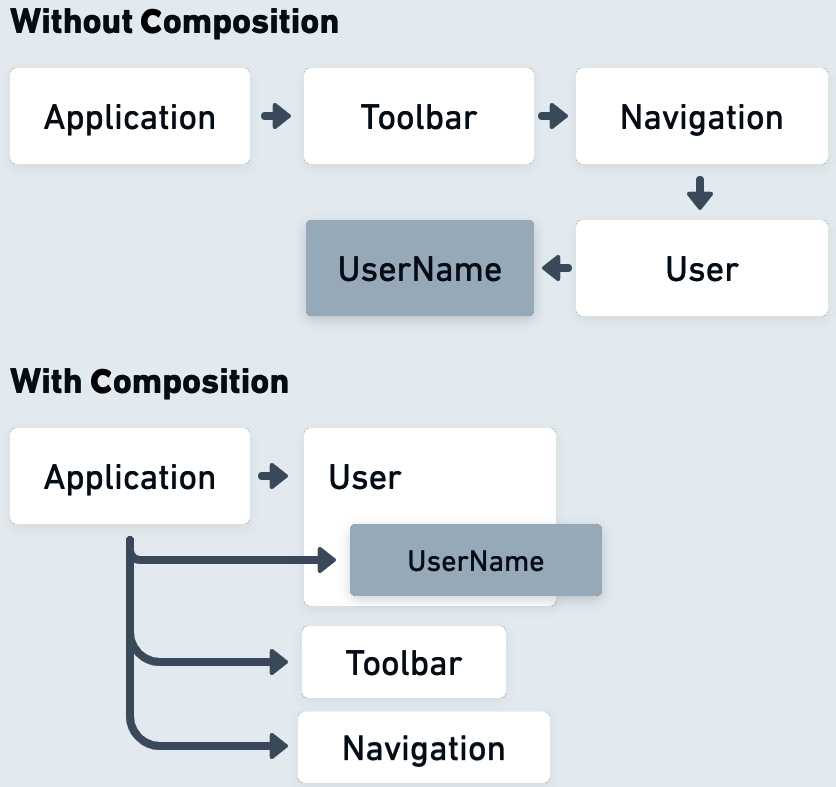 Without Composition
Application
Toolbar
Navigation
UserName
User
With Composition
Application
User
UserName
Toolbar
Navigation